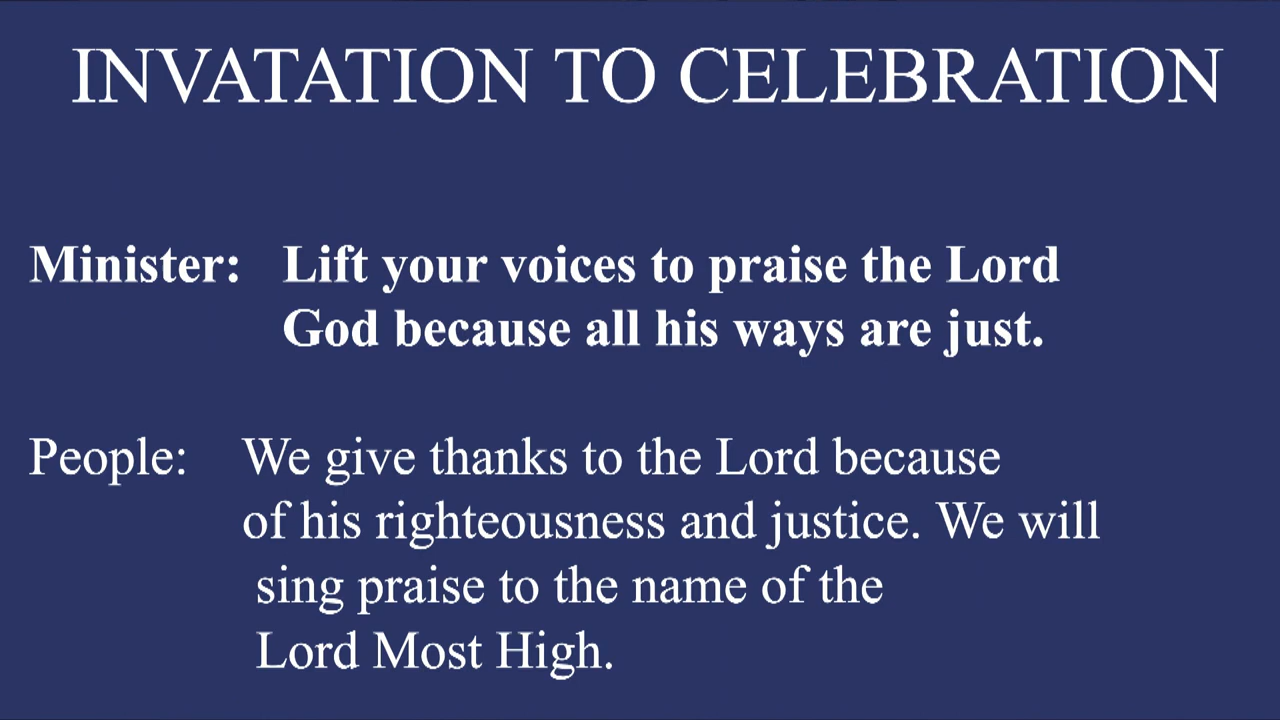 INVATATION TO CELEBRATION
Minister: Lift your voices to praise the Lord
God because all his ways are just.
People: We give thanks to the Lord because
of his righteousness and justice. We will
sing praise to the name of the
Lord Most High.